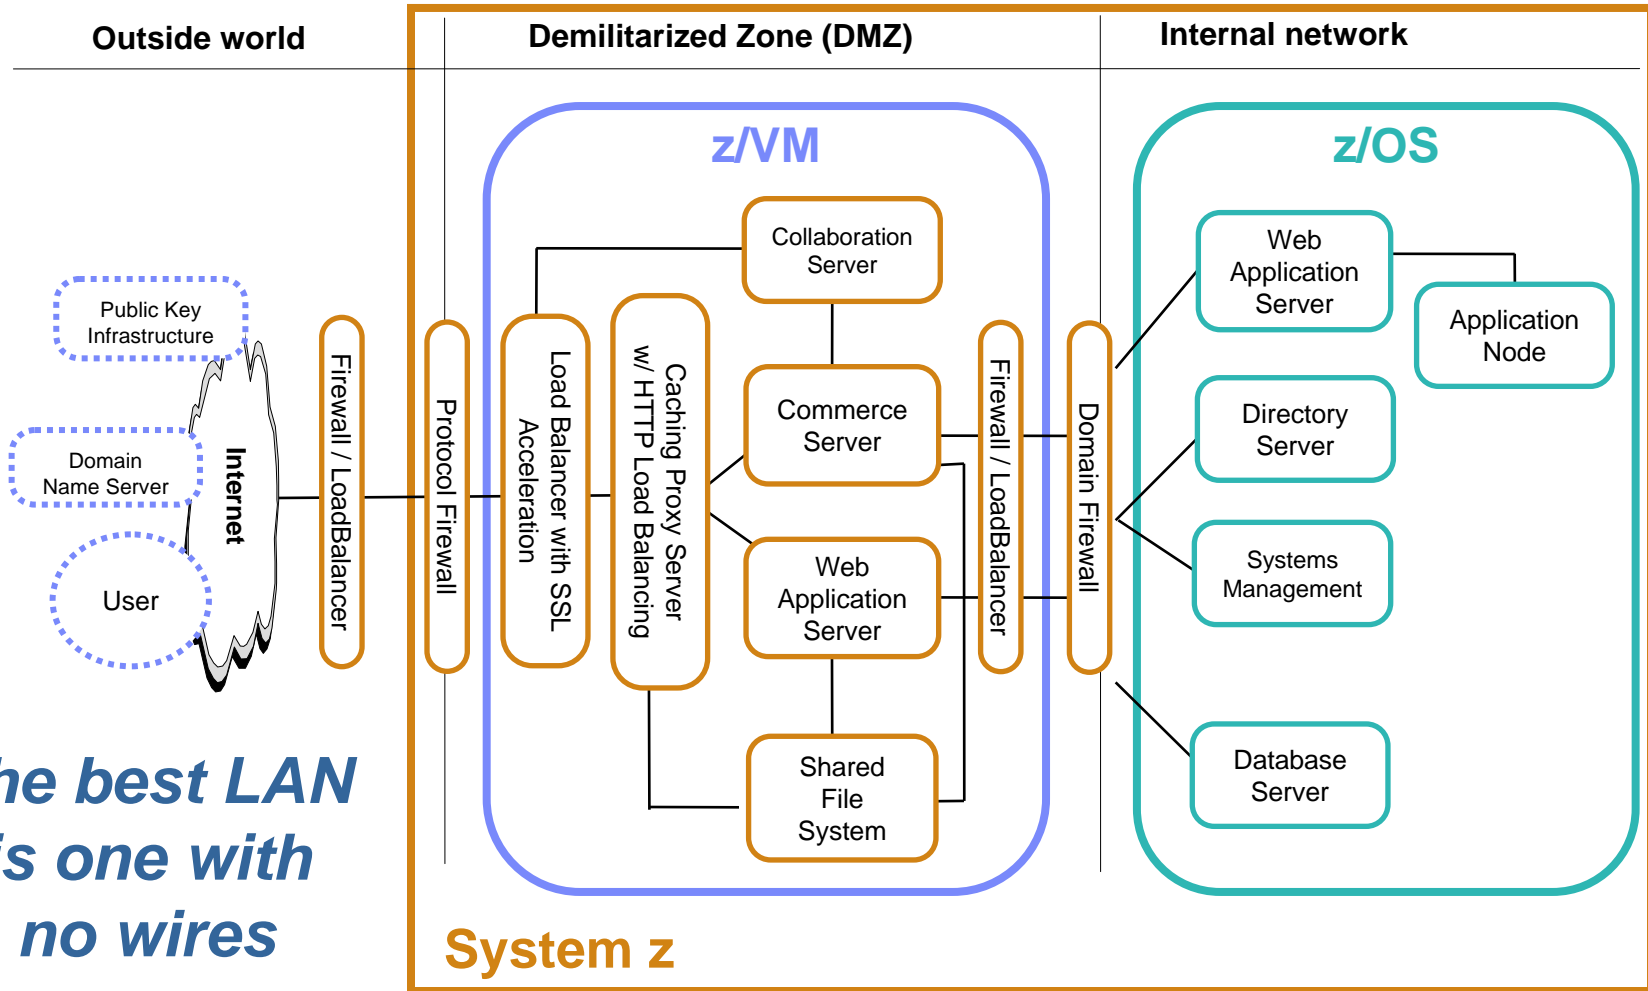 Outside world
Demilitarized Zone (DMZ)
Internal network
z/VM
z/OS
Public Key
Infrastructure
Domain
Name Server
User
Internet
Firewall / LoadBalancer
Protocol Firewall
Load Balancer with SSL
Acceleration
Caching Proxy Server
w/ HTTP Load Balancing
Collaboration
Server
Commerce
Server
Web
Application
Server
Shared
File
System
Firewall / LoadBalancer
Domain Firewall
Web
Application
Server
Application
Node
Directory
Server
Systems
Management
Database
Server
he best LAN
is one with
no wires
System z